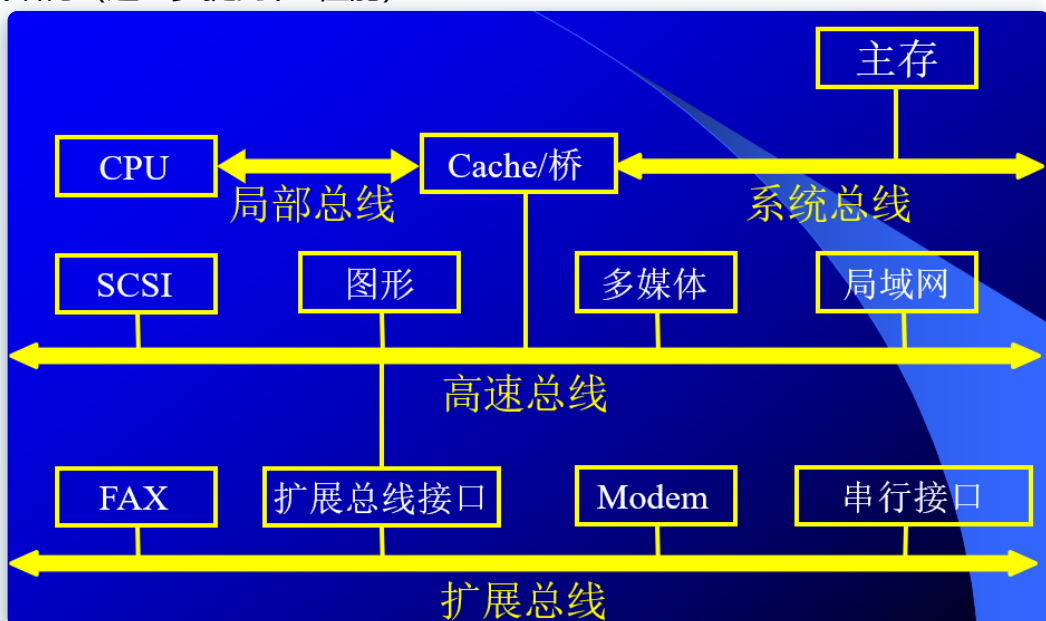 主存
CPU
Cache/桥
局部总线
系统总线
SCSI
图形
多媒体
局域网
高速总线
FAX
扩展总线接口
Modem
串行接口
扩展总线